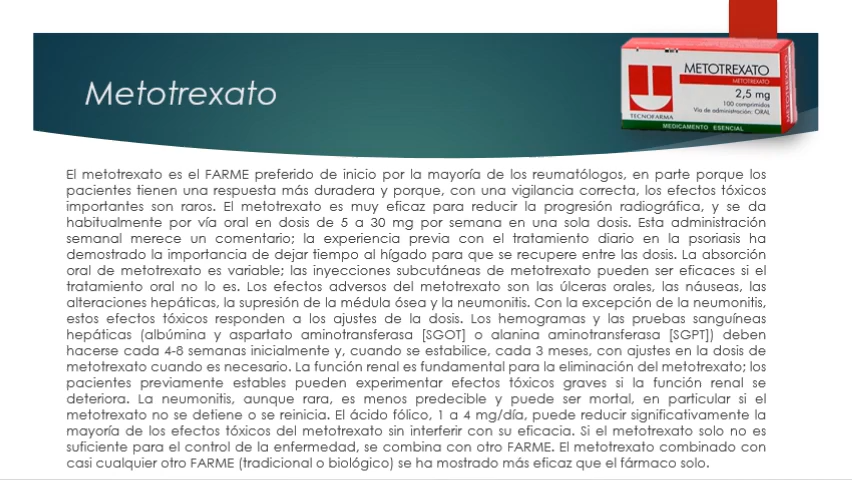 Metotrexato
METOTREXATO
METOTREXATO
2,5 mg
100 comprimidos
Vía de administración: ORAL
TECNOFARMA
MEDICAMENTO ESENCIAL
METOTREXATO
El metotrexato es el FARME preferido de inicio por la mayoría de los reumatólogos, en parte porque los
pacientes tienen una respuesta más duradera y porque, con una vigilancia correcta, los efectos tóxicos
importantes son raros. El metotrexato es muy eficaz para reducir la progresión radiográfica, y se da
habitualmente por vía oral en dosis de 5 a 30 mg por semana en una sola dosis. Esta administración
semanal merece un comentario; la experiencia previa con el tratamiento diario en la psoriasis ha
demostrado la importancia de dejar tiempo al hígado para que se recupere entre las dosis. La absorción
oral de metotrexato es variable; las inyecciones subcutáneas de metotrexato pueden ser eficaces si el
tratamiento oral no lo es. Los efectos adversos del metotrexato son las úlceras orales, las náuseas, las
alteraciones hepáticas, la supresión de la médula ósea y la neumonitis. Con la excepción de la neumonitis,
estos efectos tóxicos responden a los ajustes de la dosis. Los hemogramas y las pruebas sanguíneas
hepáticas (albúmina y aspartato aminotransferasa [SGOT] o alanina aminotransferasa [SGPT]) deben
hacerse cada 4-8 semanas inicialmente y, cuando se estabilice, cada 3 meses, con ajustes en la dosis de
metotrexato cuando es necesario. La función renal es fundamental para la eliminación del metotrexato; los
pacientes previamente estables pueden experimentar efectos tóxicos graves si la función renal se
deteriora. La neumonitis, aunque rara, es menos predecible y puede ser mortal, en particular si el
metotrexato no se detiene o se reinicia. El ácido fólico, 1 a 4 mg/día, puede reducir significativamente la
mayoría de los efectos tóxicos del metotrexato sin interferir con su eficacia. Si el metotrexato solo no es
suficiente para el control de la enfermedad, se combina con otro FARME. El metotrexato combinado con
casi cualquier otro FARME (tradicional o biológico) se ha mostrado más eficaz que el fármaco solo.